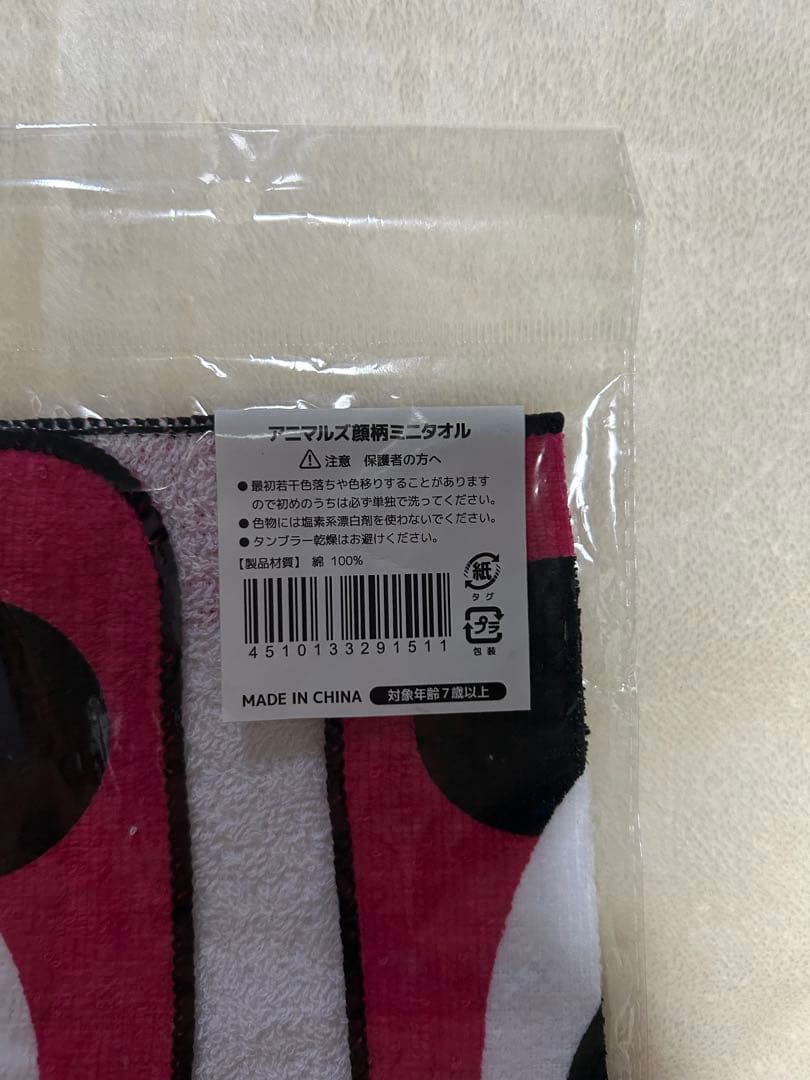 アニマルズ顔柄ミニタオル
⚠注意 保護者の方へ
●最初若干色落ちや色移りすることがあります
ので初めのうちは必ず単独で洗ってください。
●色物には塩素系漂白剤を使わないでください。
●タンブラー乾燥はお避けください。
【製品材質】 綿 100%
紙
タグ
プラ
包装
4510133291511
MADE IN CHINA 対象年齢7歳以上